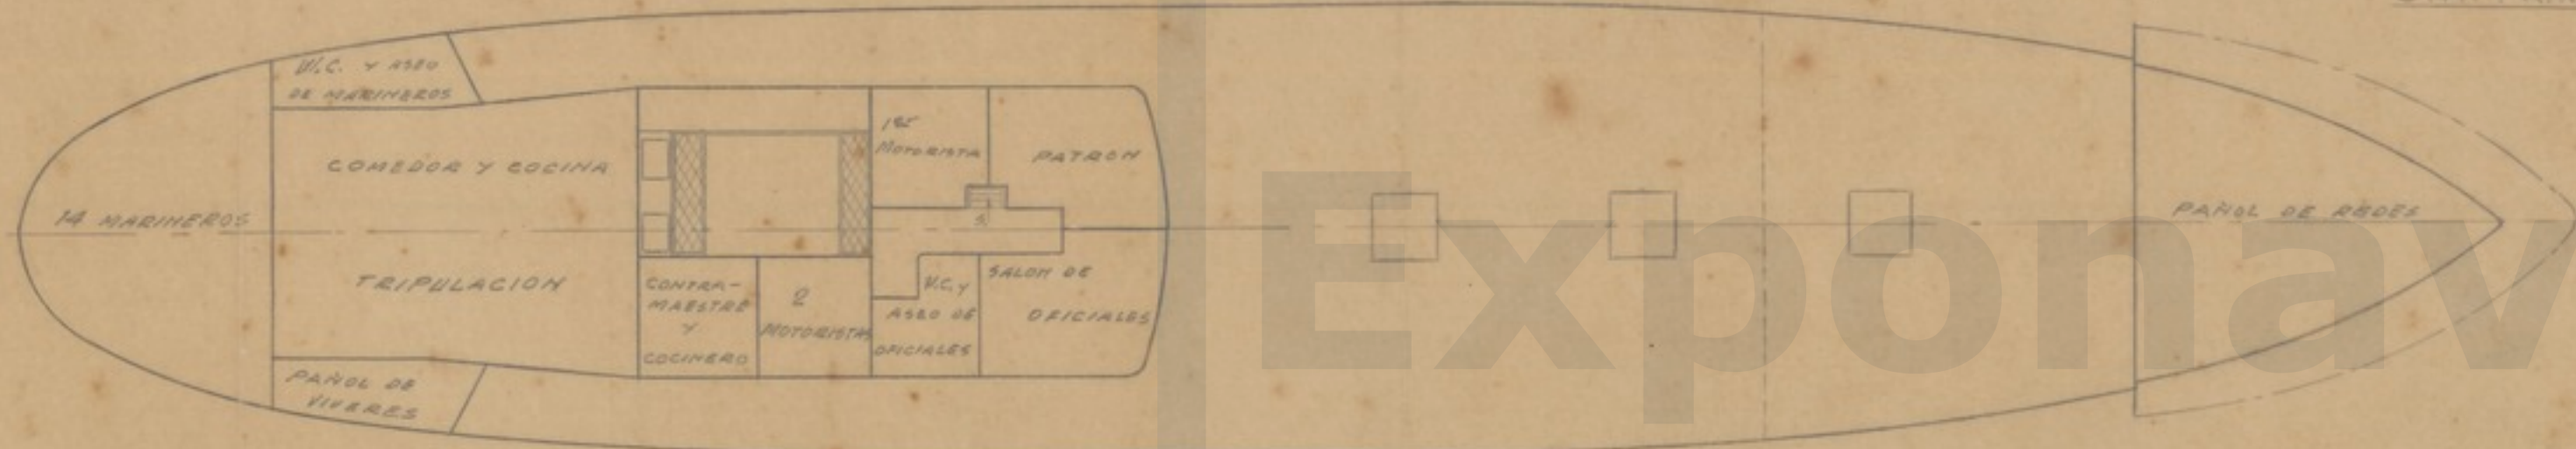 W.C. Y ASEO
DE MARINEROS
COMEDOR Y COCINA
14 MARINEROS
TRIPULACION
PAÑOL DE
VIVERES
CONTRA-
MAESTRE
Y
COCINERO
2
MOTORISTAS
1er
MOTORISTA
PATRON
S
W.C. Y
ASEO DE
OFICIALES
SALON DE
OFICIALES
PAÑOL DE REDES
Exponav